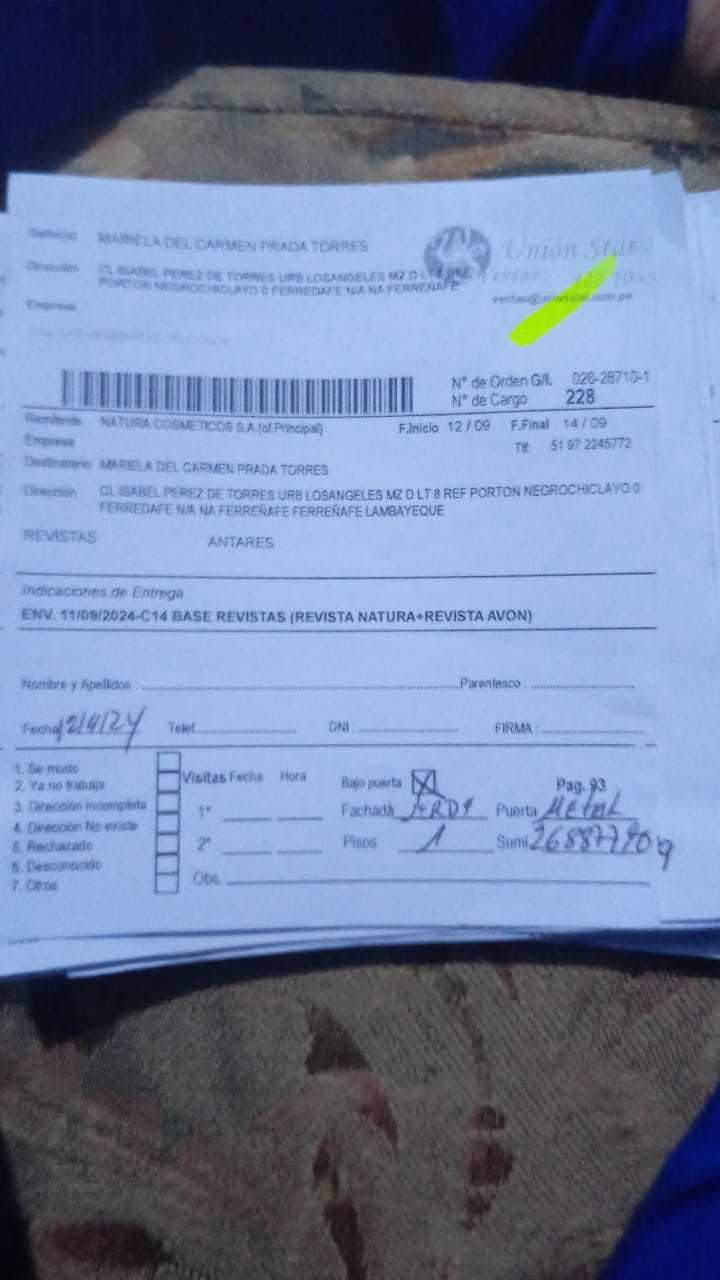 Señor(a) MARIELA DEL CARMEN PRADA TORRES
Unión Star
Dirección CL ISABEL PEREZ DE TORRES URB LOSANGELES MZ D LT 8 REF
PORTON NEGROCHICLAYO 0 FERREDAFE N/A NA FERREÑAFE
Ventas :
ventas@unionstar.com.pe
Empresa
N° de Orden G/I. 026-28710-1
N° de Cargo 228
Remitente NATURA COSMETICOS S.A.(of.Principal) F.Inicio 12 / 09 F.Final 14 / 09
Empresa Tlf: 51 97 2245772
Destinatario MARIELA DEL CARMEN PRADA TORRES
Dirección CL ISABEL PEREZ DE TORRES URB LOSANGELES MZ D LT 8 REF PORTON NEGROCHICLAYO 0
FERREDAFE N/A NA FERREÑAFE FERREÑAFE LAMBAYEQUE
REVISTAS ANTARES
Indicaciones de Entrega
ENV. 11/09/2024-C14 BASE REVISTAS (REVISTA NATURA+REVISTA AVON)
Nombre y Apellidos : Parentesco :
Fecha 12/9/24 Telef. DNI : FIRMA :
1. Se mudo
2. Ya no trabaja
3. Dirección Incompleta
4. Dirección No existe
5. Rechazado
6. Desconocido
7. Otros
Visitas Fecha Hora
1°
2°
Obs.
Bajo puerta X Pag. 93
Fachada Puerta Metal
Pisos 1 Sumi